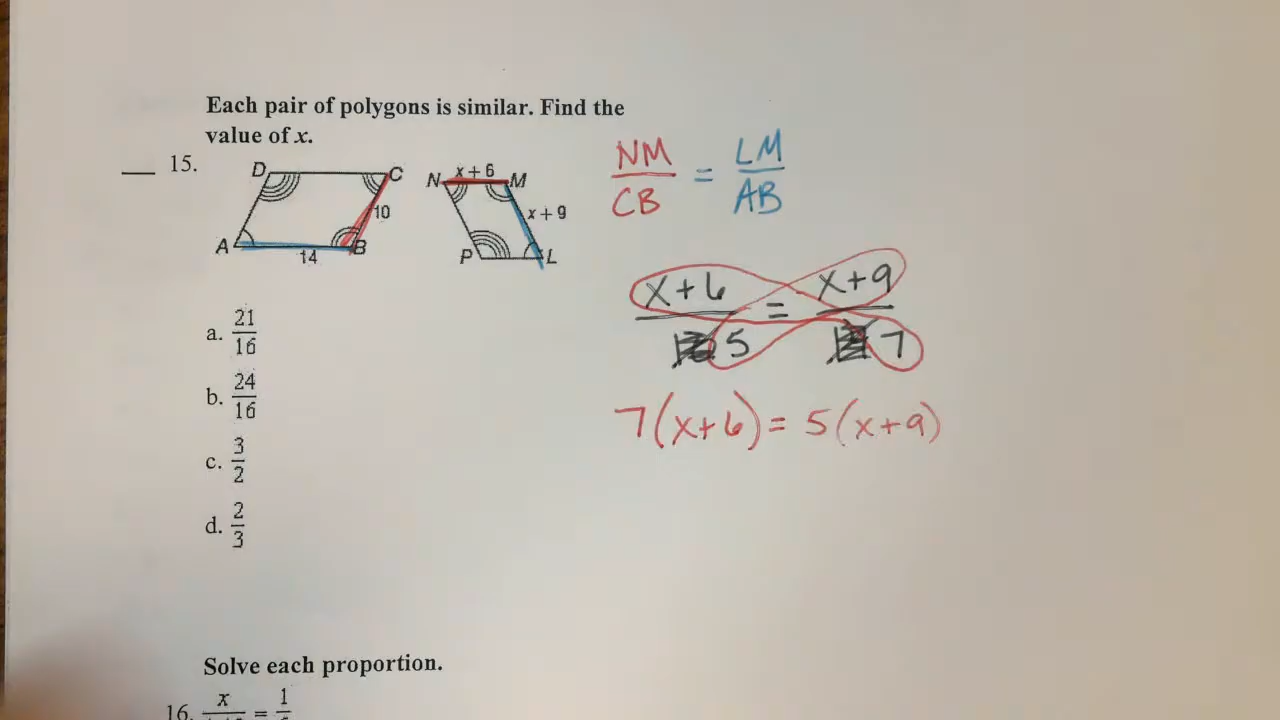 Each pair of polygons is similar. Find the
value of x.
15.
D
C
10
A
14
B
N
x + 6
M
x + 9
P
L
NM
CB
=
LM
AB
x+6
5
=
x+9
7
7(x+6) = 5(x+9)
a. 21/16
b. 24/16
c. 3/2
d. 2/3
Solve each proportion.
16. x
= 1